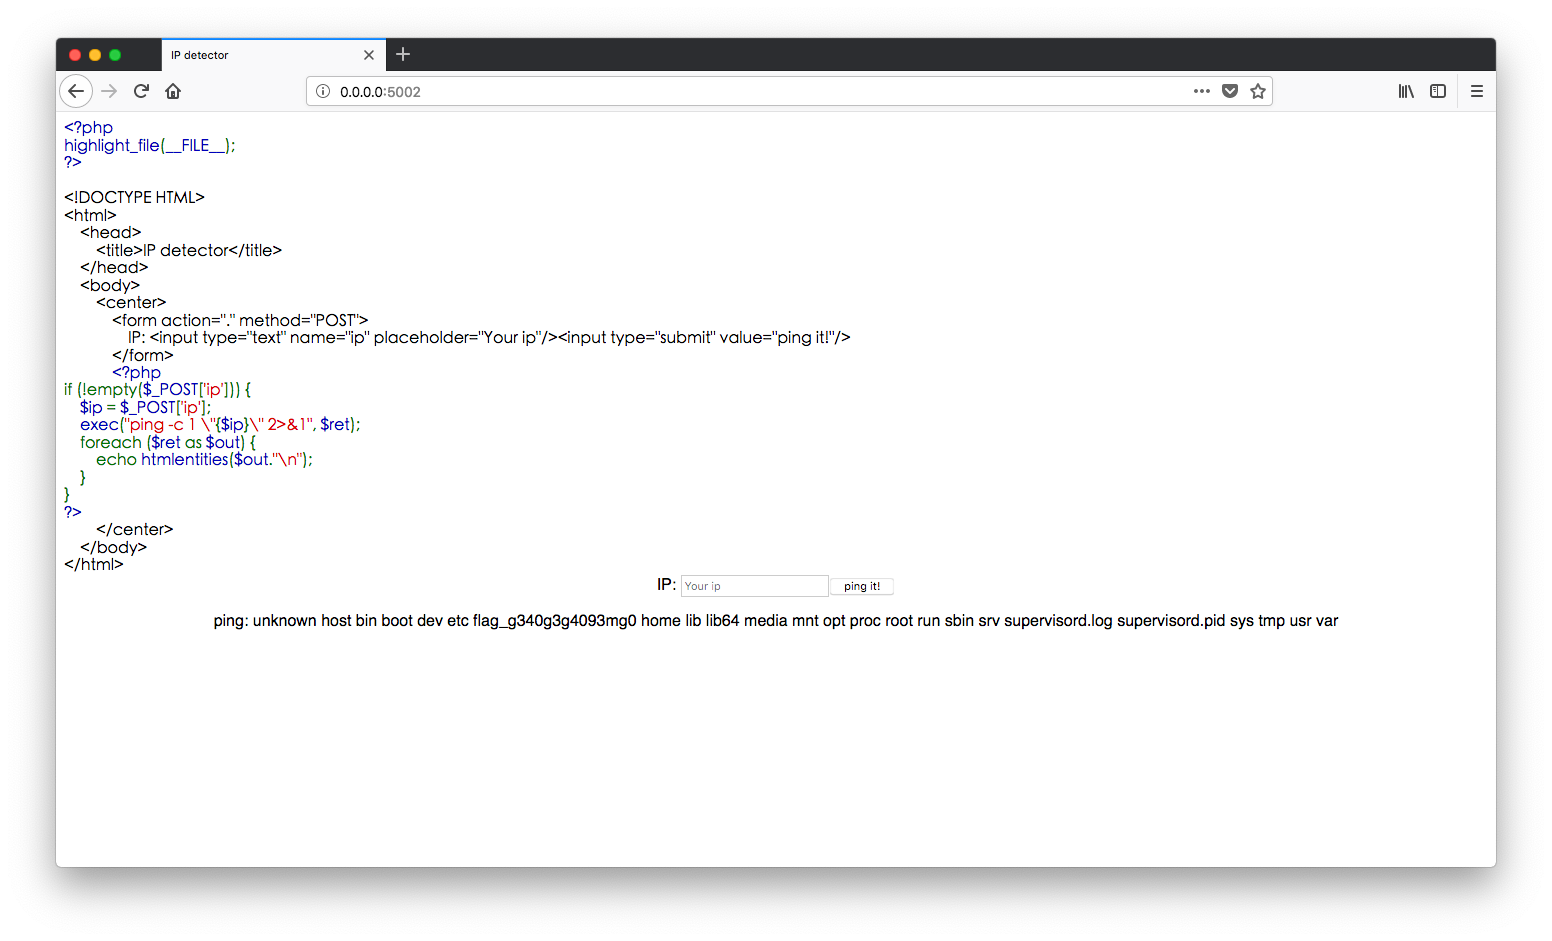 IP detector
0.0.0.0:5002
<?php
highlight_file(__FILE__);
?>
<!DOCTYPE HTML>
<html>
<head>
<title>IP detector</title>
</head>
<body>
<center>
<form action="." method="POST">
IP: <input type="text" name="ip" placeholder="Your ip"/><input type="submit" value="ping it!"/>
</form>
<?php
if (!empty($_POST['ip'])) {
$ip = $_POST['ip'];
exec("ping -c 1 \"{$ip}\" 2>&1", $ret);
foreach ($ret as $out) {
echo htmlentities($out."\n");
}
}
?>
</center>
</body>
</html>
IP: Your ip ping it!
ping: unknown host bin boot dev etc flag_g340g3g4093mg0 home lib lib64 media mnt opt proc root run sbin srv supervisord.log supervisord.pid sys tmp usr var